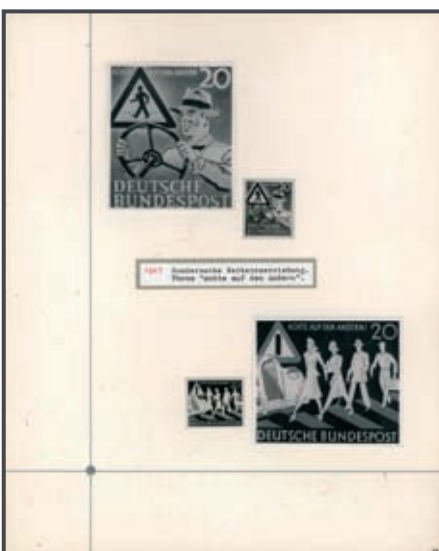 ACHTE AUF DEN ANDERN! 20
DEUTSCHE
BUNDESPOST
20
Sondermarke Verkehrserziehung.
Thema "achte auf den andern".
ACHTE AUF DEN ANDERN! 20
DEUTSCHE BUNDESPOST